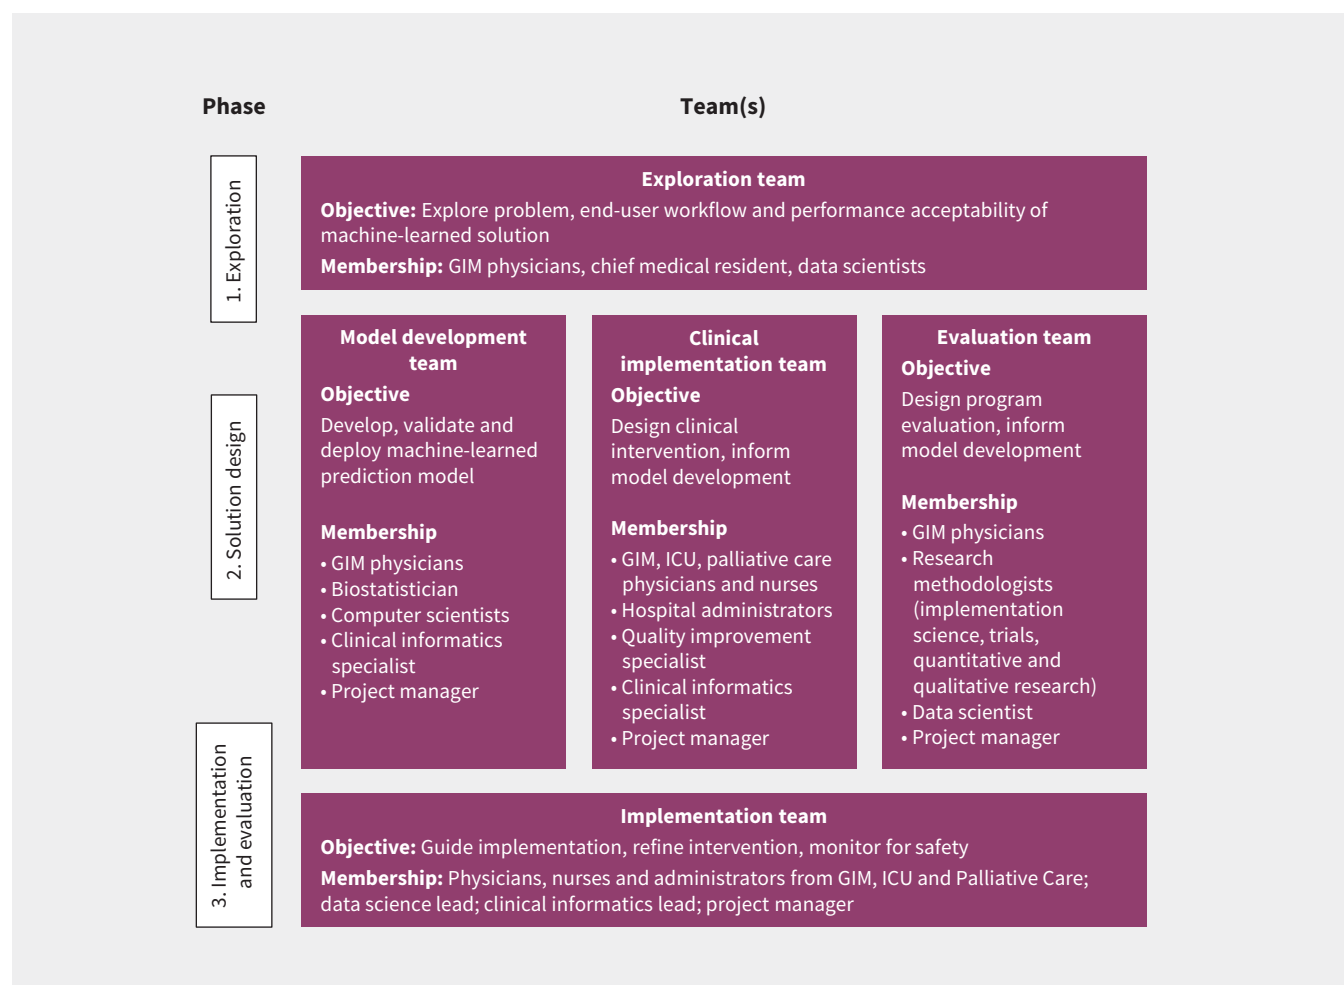 Phase
Team(s)
1. Exploration
Exploration team
Objective: Explore problem, end-user workflow and performance acceptability of
machine-learned solution
Membership: GIM physicians, chief medical resident, data scientists
2. Solution design
Model development
team
Objective
Develop, validate and
deploy machine-learned
prediction model
Membership
• GIM physicians
• Biostatistician
• Computer scientists
• Clinical informatics
specialist
• Project manager
Clinical
implementation team
Objective
Design clinical
intervention, inform
model development
Membership
• GIM, ICU, palliative care
physicians and nurses
• Hospital administrators
• Quality improvement
specialist
• Clinical informatics
specialist
• Project manager
Evaluation team
Objective
Design program
evaluation, inform
model development
Membership
• GIM physicians
• Research
methodologists
(implementation
science, trials,
quantitative and
qualitative research)
• Data scientist
• Project manager
3. Implementation
and evaluation
Implementation team
Objective: Guide implementation, refine intervention, monitor for safety
Membership: Physicians, nurses and administrators from GIM, ICU and Palliative Care;
data science lead; clinical informatics lead; project manager